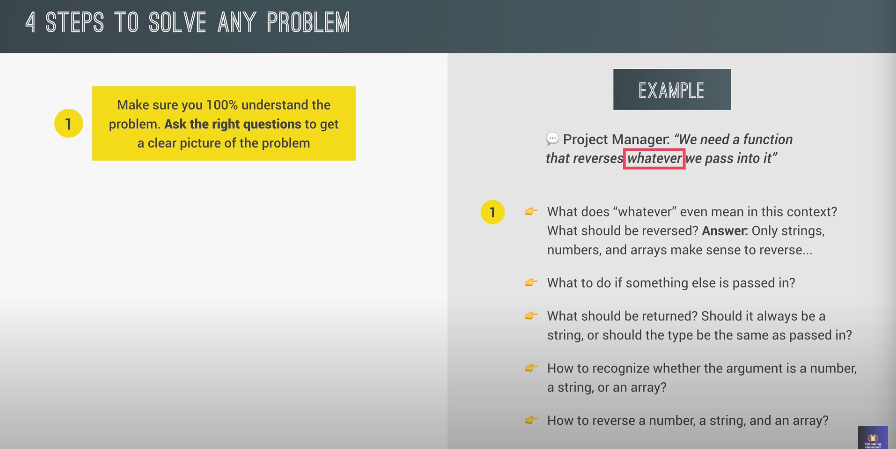 4 STEPS TO SOLVE ANY PROBLEM
1
Make sure you 100% understand the
problem. Ask the right questions to get
a clear picture of the problem
EXAMPLE
💬 Project Manager: “We need a function
that reverses whatever we pass into it”
1
👉 What does “whatever” even mean in this context?
What should be reversed? Answer: Only strings,
numbers, and arrays make sense to reverse...
👉 What to do if something else is passed in?
👉 What should be returned? Should it always be a
string, or should the type be the same as passed in?
👉 How to recognize whether the argument is a number,
a string, or an array?
👉 How to reverse a number, a string, and an array?